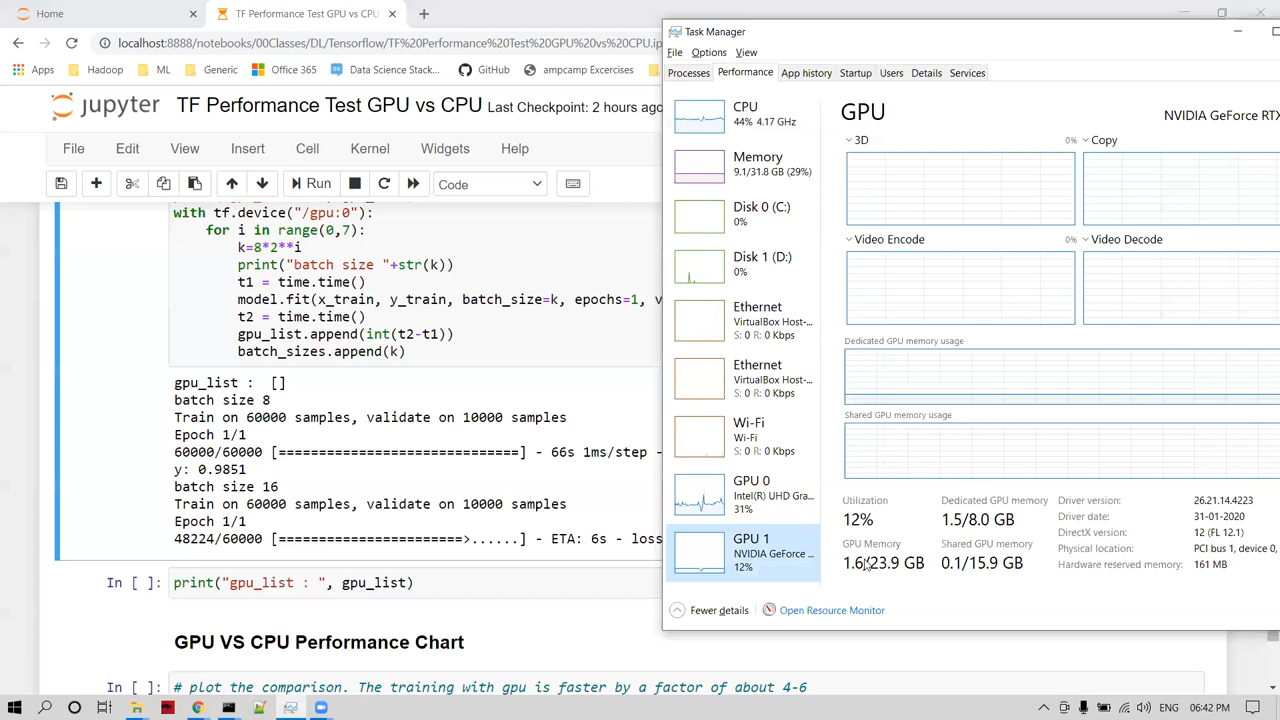 Home
TF Performance Test GPU vs CPU
localhost:8888/notebooks/00Classes/DL/Tensorflow/TF%20Performance%20Test%20GPU%20vs%20CPU.ip
Apps
Hadoop
ML
Generic
Office 365
Data Science Stack...
GitHub
ampcamp Excercises
jupyter
TF Performance Test GPU vs CPU
Last Checkpoint: 2 hours ago
File
Edit
View
Insert
Cell
Kernel
Widgets
Help
Run
Code
with tf.device("/gpu:0"):
for i in range(0,7):
k=8*2**i
print("batch size "+str(k))
t1 = time.time()
model.fit(x_train, y_train, batch_size=k, epochs=1, v
t2 = time.time()
gpu_list.append(int(t2-t1))
batch_sizes.append(k)
gpu_list : []
batch size 8
Train on 60000 samples, validate on 10000 samples
Epoch 1/1
60000/60000 [==============================] - 66s 1ms/step -
y: 0.9851
batch size 16
Train on 60000 samples, validate on 10000 samples
Epoch 1/1
48224/60000 [=======================>......] - ETA: 6s - loss
In [ ]: print("gpu_list : ", gpu_list)
GPU VS CPU Performance Chart
In [ ]: # plot the comparison. The training with gpu is faster by a factor of about 4-6
Task Manager
File
Options
View
Processes
Performance
App history
Startup
Users
Details
Services
CPU
44% 4.17 GHz
Memory
9.1/31.8 GB (29%)
Disk 0 (C:)
0%
Disk 1 (D:)
0%
Ethernet
VirtualBox Host-...
S: 0 R: 0 Kbps
Ethernet
VirtualBox Host-...
S: 0 R: 0 Kbps
Wi-Fi
Wi-Fi
S: 0 R: 0 Kbps
GPU 0
Intel(R) UHD Gra...
31%
GPU 1
NVIDIA GeForce ...
12%
GPU
NVIDIA GeForce RTX
3D
0%
Copy
Video Encode
0%
Video Decode
Dedicated GPU memory usage
Shared GPU memory usage
Utilization
12%
Dedicated GPU memory
1.5/8.0 GB
GPU Memory
1.6/23.9 GB
Shared GPU memory
0.1/15.9 GB
Driver version: 26.21.14.4223
Driver date: 31-01-2020
DirectX version: 12 (FL 12.1)
Physical location: PCI bus 1, device 0,
Hardware reserved memory: 161 MB
Fewer details
Open Resource Monitor
ENG
06:42 PM